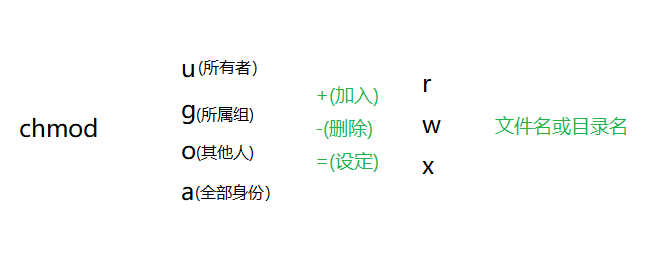 chmod
u(所有者)
g(所属组)
o(其他人)
a(全部身份)
+(加入)
-(删除)
=(设定)
r
w
x
文件名或目录名